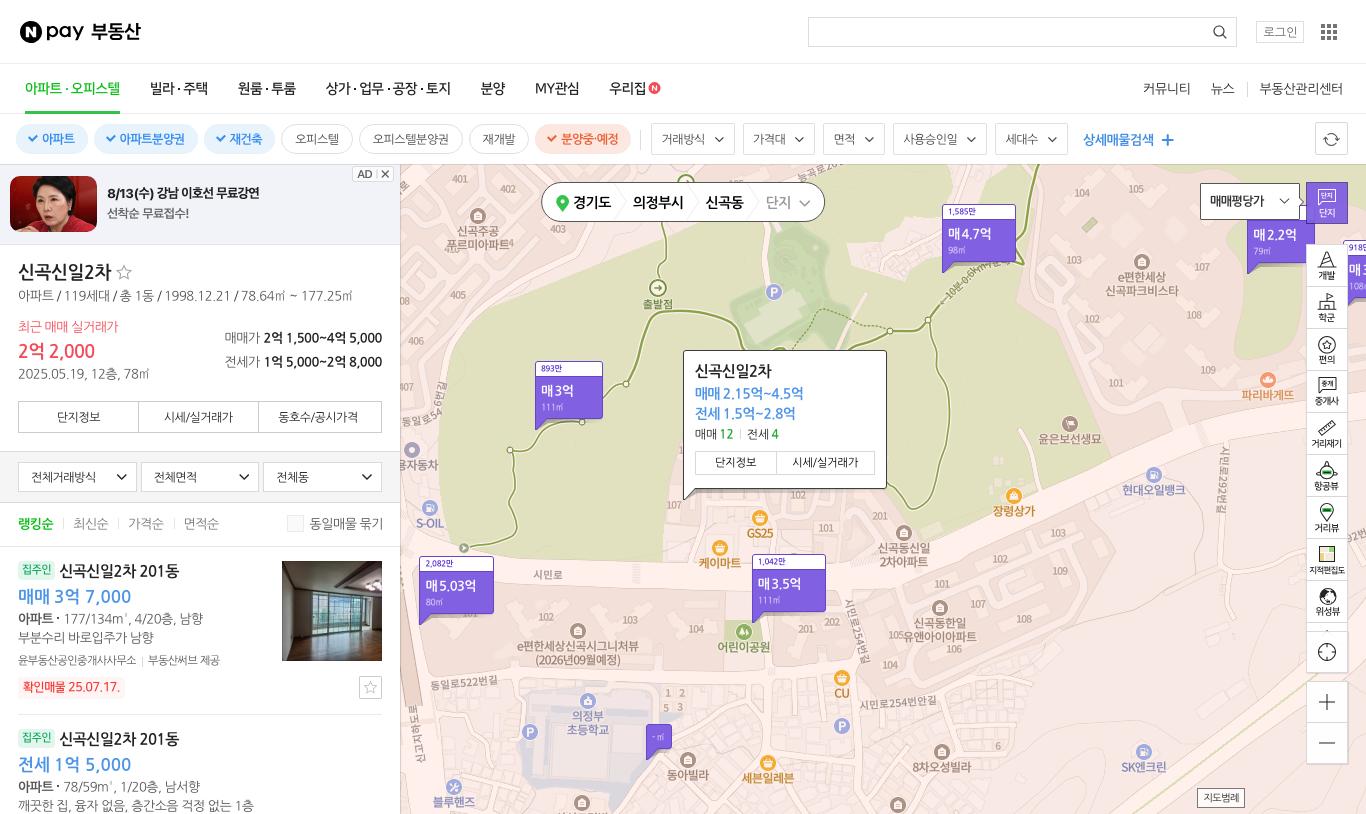 N pay 부동산
로그인
아파트·오피스텔
빌라·주택
원룸·투룸
상가·업무·공장·토지
분양
MY관심
우리집 N
커뮤니티
뉴스
부동산관리센터
아파트
아파트분양권
재건축
오피스텔
오피스텔분양권
재개발
분양중·예정
거래방식
가격대
면적
사용승인일
세대수
상세매물검색
8/13(수) 강남 이호선 무료강연
선착순 무료접수!
AD
신곡신일2차
아파트 / 119세대 / 총 1동 / 1998.12.21 / 78.64㎡ ~ 177.25㎡
최근 매매 실거래가
2억 2,000
2025.05.19, 12층, 78㎡
매매가 2억 1,500~4억 5,000
전세가 1억 5,000~2억 8,000
단지정보
시세/실거래가
동호수/공시가격
전체거래방식
전체면적
전체동
랭킹순
최신순
가격순
면적순
동일매물 묶기
집주인 신곡신일2차 201동
매매 3억 7,000
아파트 · 177/134㎡, 4/20층, 남향
부분수리 바로입주가 남향
윤부동산공인중개사사무소 | 부동산써브 제공
확인매물 25.07.17.
집주인 신곡신일2차 201동
전세 1억 5,000
아파트 · 78/59㎡, 1/20층, 남서향
깨끗한 집, 융자 없음, 층간소음 걱정 없는 1층
경기도
의정부시
신곡동
단지
매매평당가
단지
단지
개발
학군
편의
중개
중개사
거리재기
항공뷰
거리뷰
지적편집도
위성뷰
지도범례
401
402
403
신곡주공
푸르미아파트
408
405
407
출발점
P
1,585만
매4.7억
98㎡
매2.2억
79㎡
918만
매3
108㎡
103
108
107
e편한세상
신곡파크비스타
102
106
105
101
파리바게뜨
893만
매3억
111㎡
신곡신일2차
매매 2.15억~4.5억
전세 1.5억~2.8억
매매 12
전세 4
단지정보
시세/실거래가
107
102
윤은보선생묘
현대오일뱅크
시민로292번길
장령상가
S-OIL
GS25
케이마트
신곡동신일
2차아파트
2,082만
매5.03억
80㎡
시민로
1,042만
매3.5억
111㎡
102
103
104
201
202
101
102
107
103
105
106
104
e편한세상신곡시그니처뷰
(2026년09월예정)
어린이공원
시민로254번길
신곡동한일
유앤아이아파트
동일로522번길
의정부
초등학교
P
1
2
5
3
CU
P
시민로254번안길
6
-㎡
동아빌라
세븐일레븐
8차오성빌라
SK엔크린
블루핸즈